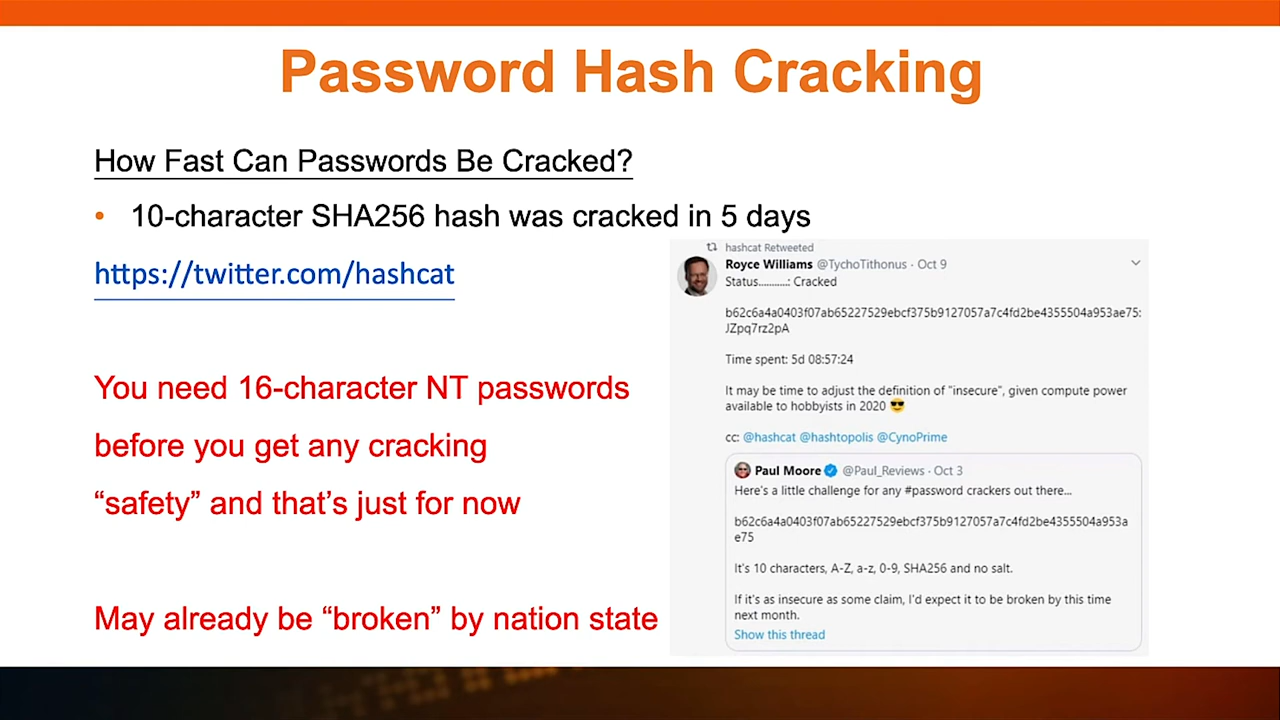 Password Hash Cracking
How Fast Can Passwords Be Cracked?
• 10-character SHA256 hash was cracked in 5 days
https://twitter.com/hashcat
You need 16-character NT passwords
before you get any cracking
“safety” and that’s just for now
May already be “broken” by nation state
hashcat Retweeted
Royce Williams @TychoTithonus · Oct 9
Status...........: Cracked
b62c6a4a0403f07ab65227529ebcf375b9127057a7c4fd2be4355504a953ae75:
JZpq7rz2pA
Time spent: 5d 08:57:24
It may be time to adjust the definition of "insecure", given compute power
available to hobbyists in 2020 😎
cc: @hashcat @hashtopolis @CynoPrime
Paul Moore @Paul_Reviews · Oct 3
Here's a little challenge for any #password crackers out there...
b62c6a4a0403f07ab65227529ebcf375b9127057a7c4fd2be4355504a953a
e75
It's 10 characters, A-Z, a-z, 0-9, SHA256 and no salt.
If it's as insecure as some claim, I'd expect it to be broken by this time
next month.
Show this thread